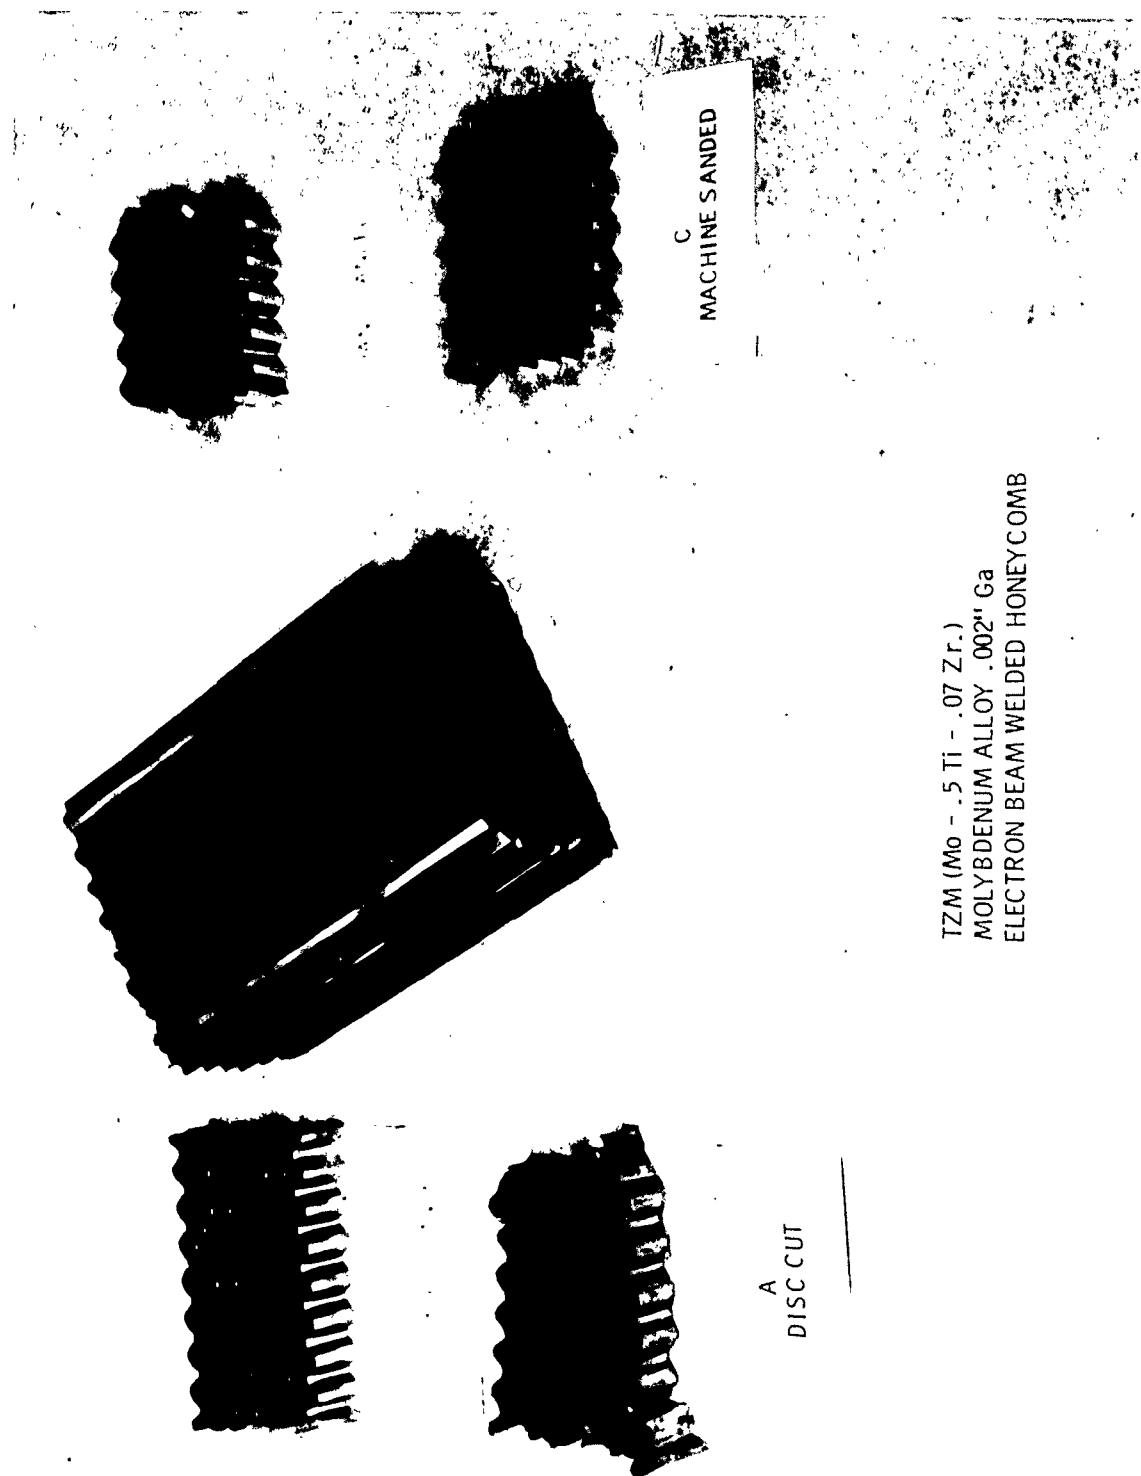 A
DISC CUT
C
MACHINE SANDED
TZM (Mo - .5 Ti - .07 Zr.)
MOLYBDENUM ALLOY .002" Ga
ELECTRON BEAM WELDED HONEYCOMB